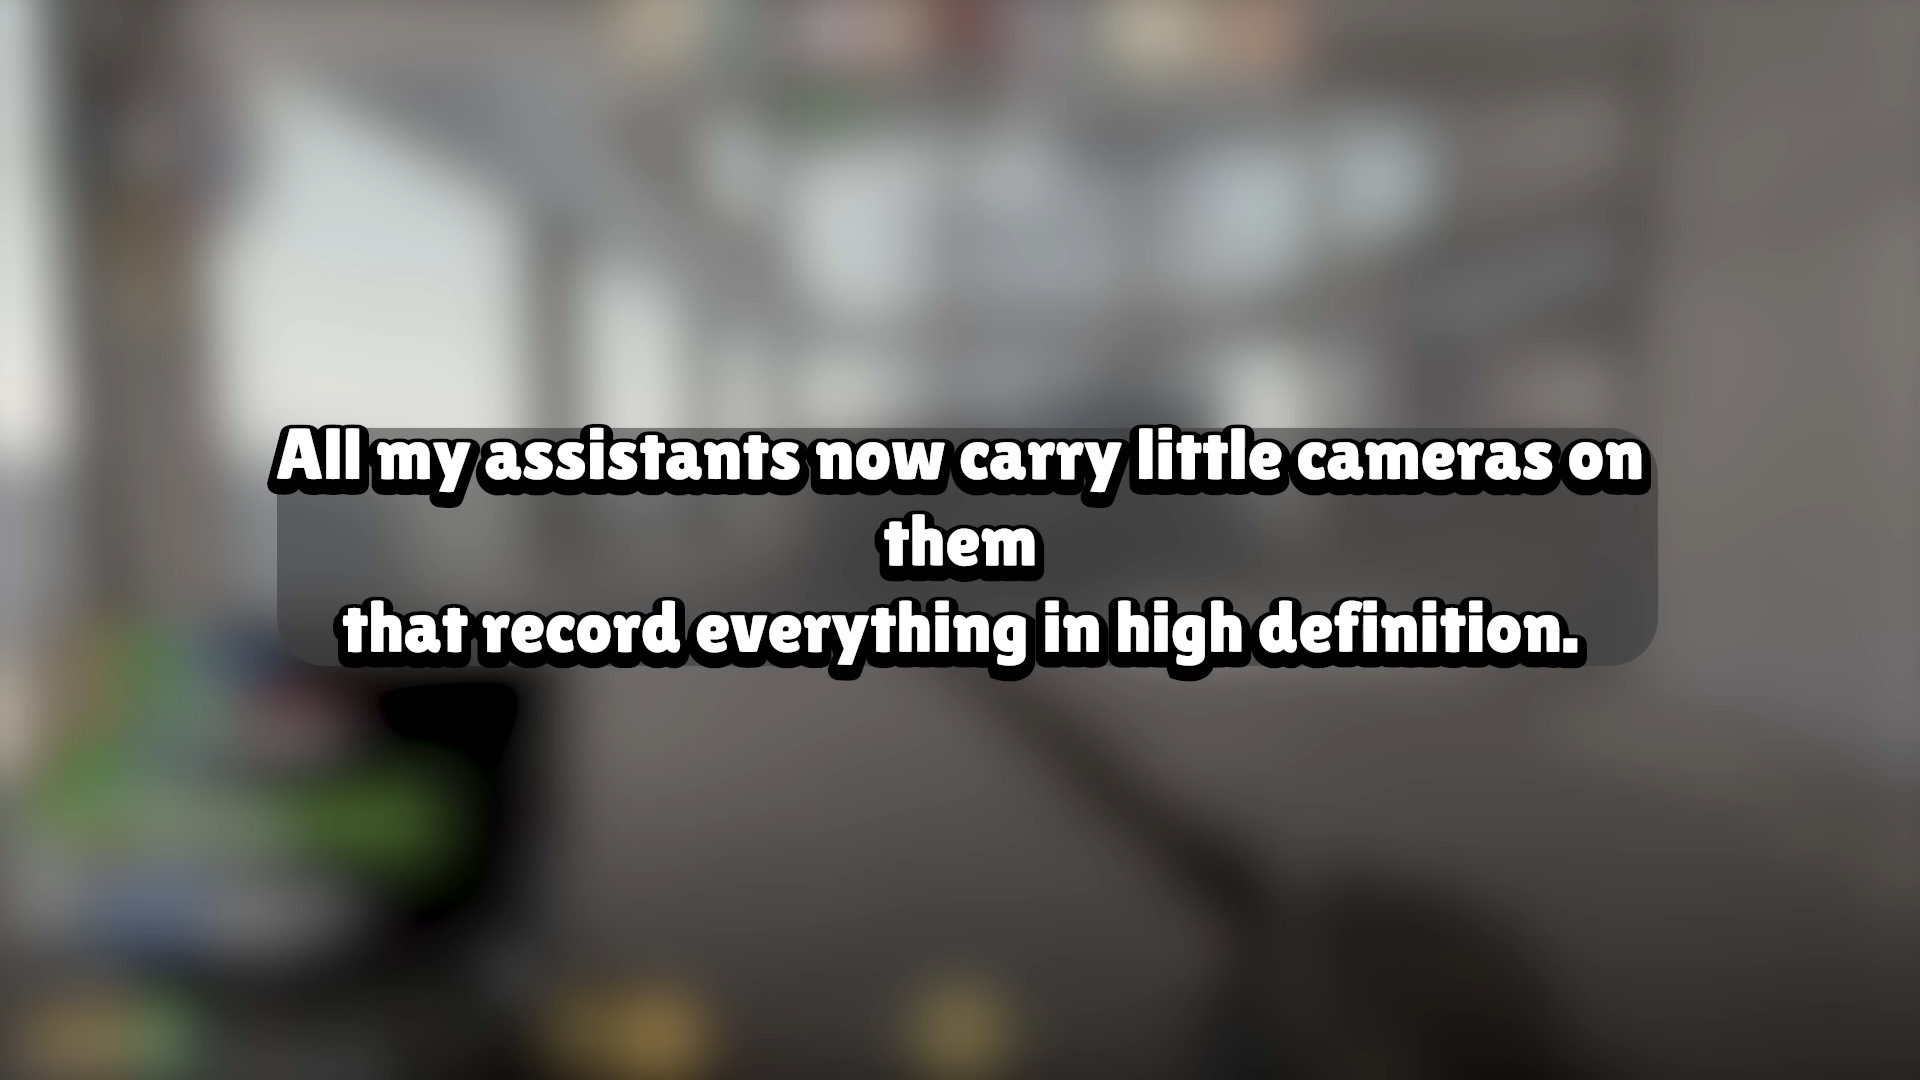 All my assistants now carry little cameras on
them
that record everything in high definition.